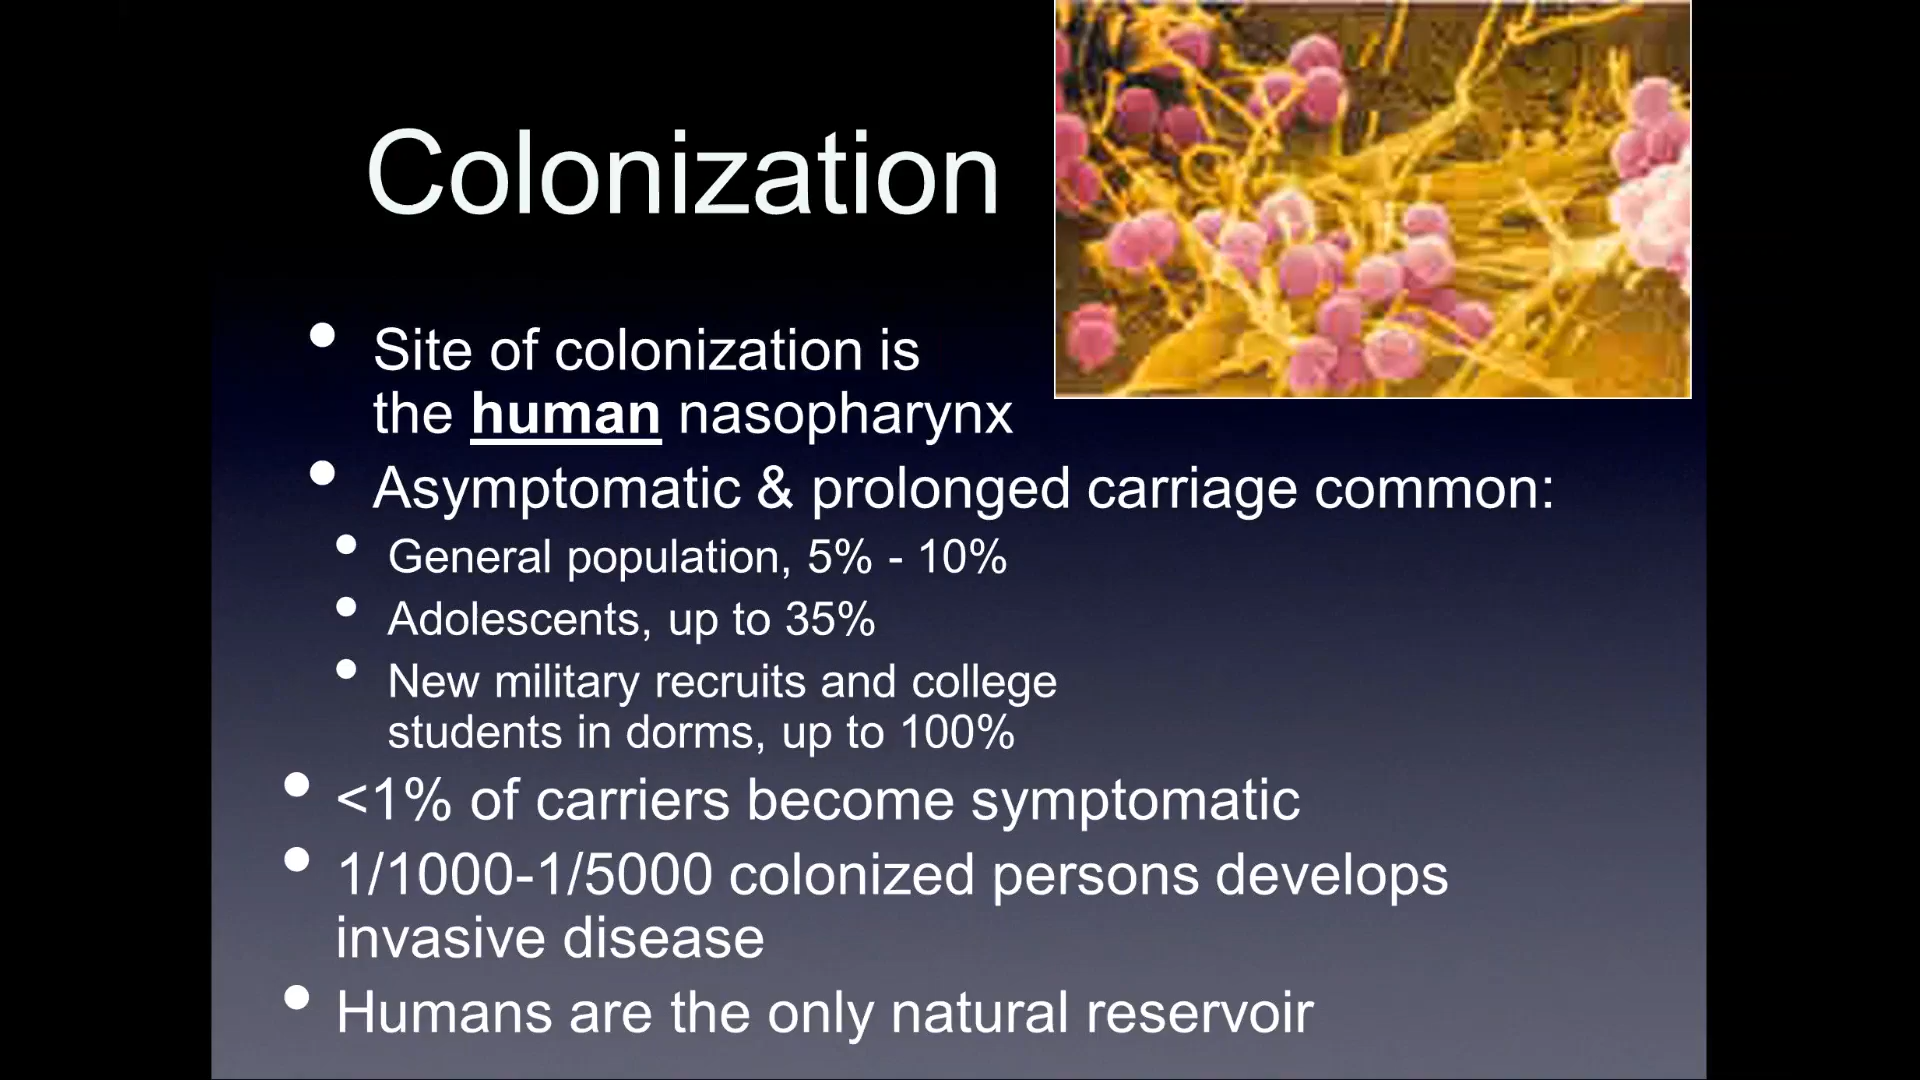 Colonization
• Site of colonization is
the human nasopharynx
• Asymptomatic & prolonged carriage common:
• General population, 5% - 10%
• Adolescents, up to 35%
• New military recruits and college
students in dorms, up to 100%
• <1% of carriers become symptomatic
• 1/1000-1/5000 colonized persons develops
invasive disease
• Humans are the only natural reservoir